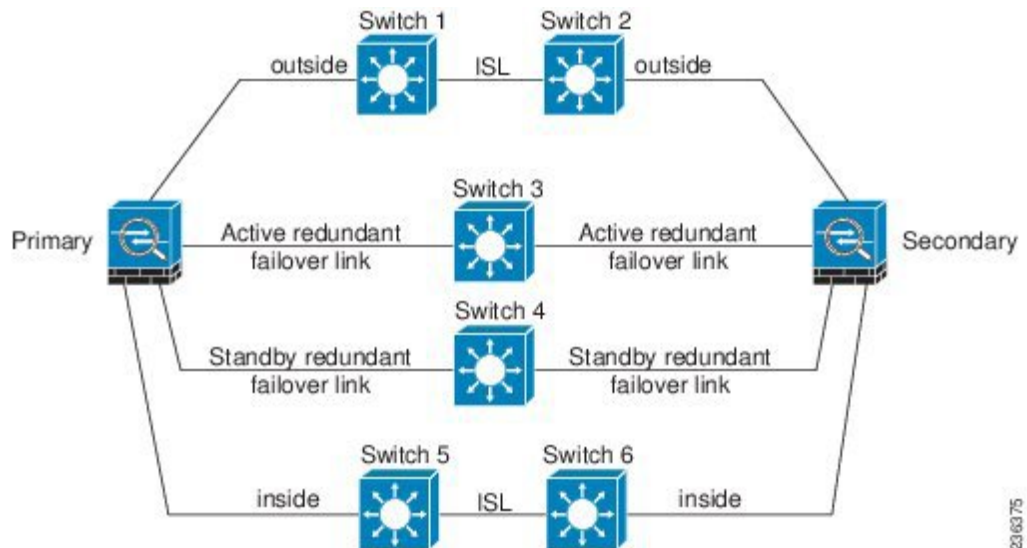 Switch 1
Switch 2
outside
ISL
outside
Switch 3
Primary
Active redundant
failover link
Active redundant
failover link
Secondary
Switch 4
Standby redundant
failover link
Standby redundant
failover link
Switch 5
Switch 6
inside
ISL
inside
236375